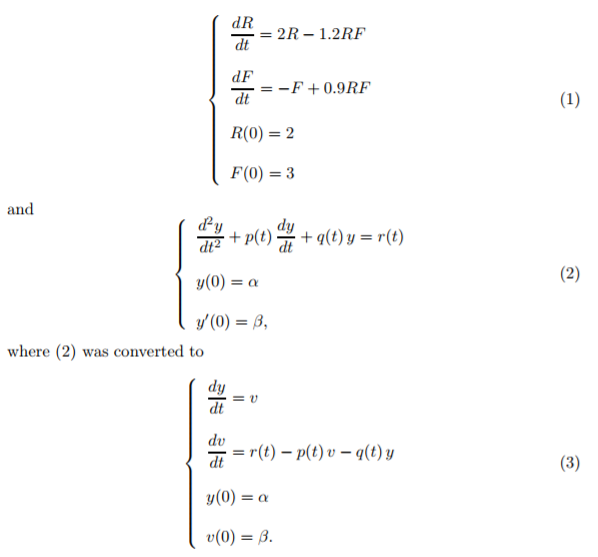 dR/dt = 2R − 1.2RF
dF/dt = −F + 0.9RF
(1)
R(0) = 2
F(0) = 3
and
d²y/dt² + p(t) dy/dt + q(t) y = r(t)
y(0) = α
(2)
y′(0) = β,
where (2) was converted to
dy/dt = v
dv/dt = r(t) − p(t) v − q(t) y
(3)
y(0) = α
v(0) = β.